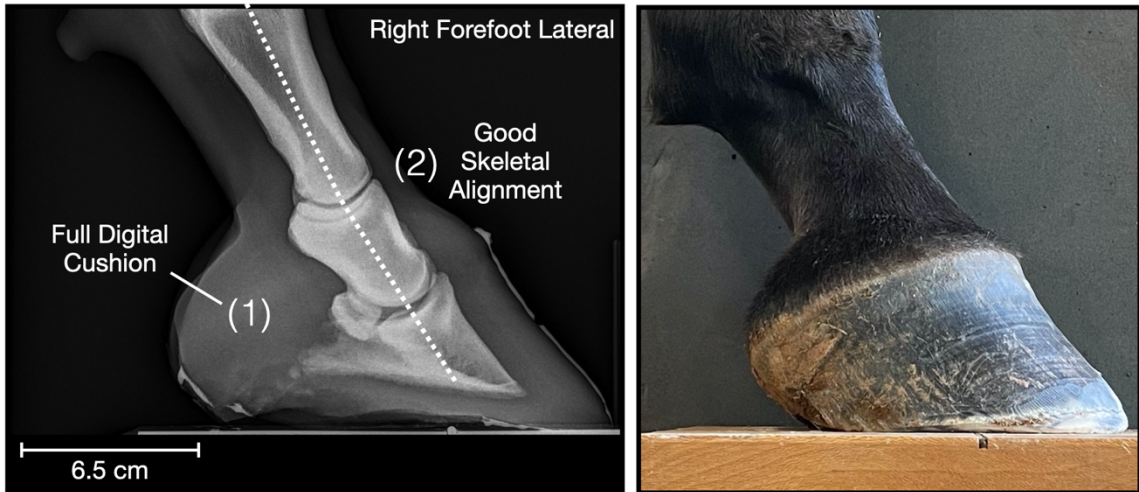 Right Forefoot Lateral
(2)
Good
Skeletal
Alignment
Full Digital
Cushion
(1)
6.5 cm